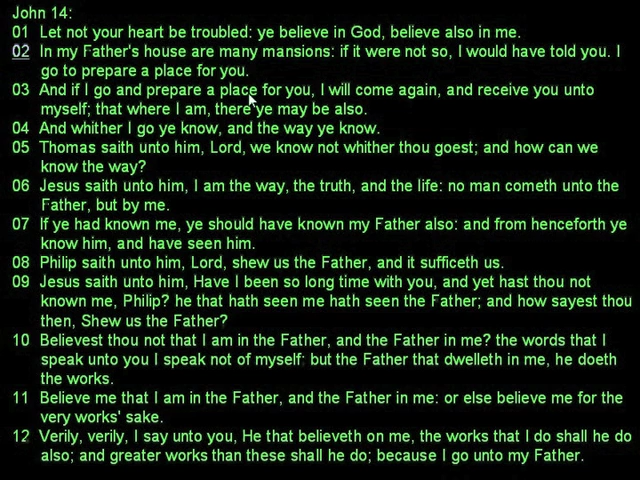 John 14:
01 Let not your heart be troubled: ye believe in God, believe also in me.
02 In my Father's house are many mansions: if it were not so, I would have told you. I
go to prepare a place for you.
03 And if I go and prepare a place for you, I will come again, and receive you unto
myself; that where I am, there ye may be also.
04 And whither I go ye know, and the way ye know.
05 Thomas saith unto him, Lord, we know not whither thou goest; and how can we
know the way?
06 Jesus saith unto him, I am the way, the truth, and the life: no man cometh unto the
Father, but by me.
07 If ye had known me, ye should have known my Father also: and from henceforth ye
know him, and have seen him.
08 Philip saith unto him, Lord, shew us the Father, and it sufficeth us.
09 Jesus saith unto him, Have I been so long time with you, and yet hast thou not
known me, Philip? he that hath seen me hath seen the Father; and how sayest thou
then, Shew us the Father?
10 Believest thou not that I am in the Father, and the Father in me? the words that I
speak unto you I speak not of myself: but the Father that dwelleth in me, he doeth
the works.
11 Believe me that I am in the Father, and the Father in me: or else believe me for the
very works' sake.
12 Verily, verily, I say unto you, He that believeth on me, the works that I do shall he do
also; and greater works than these shall he do; because I go unto my Father.